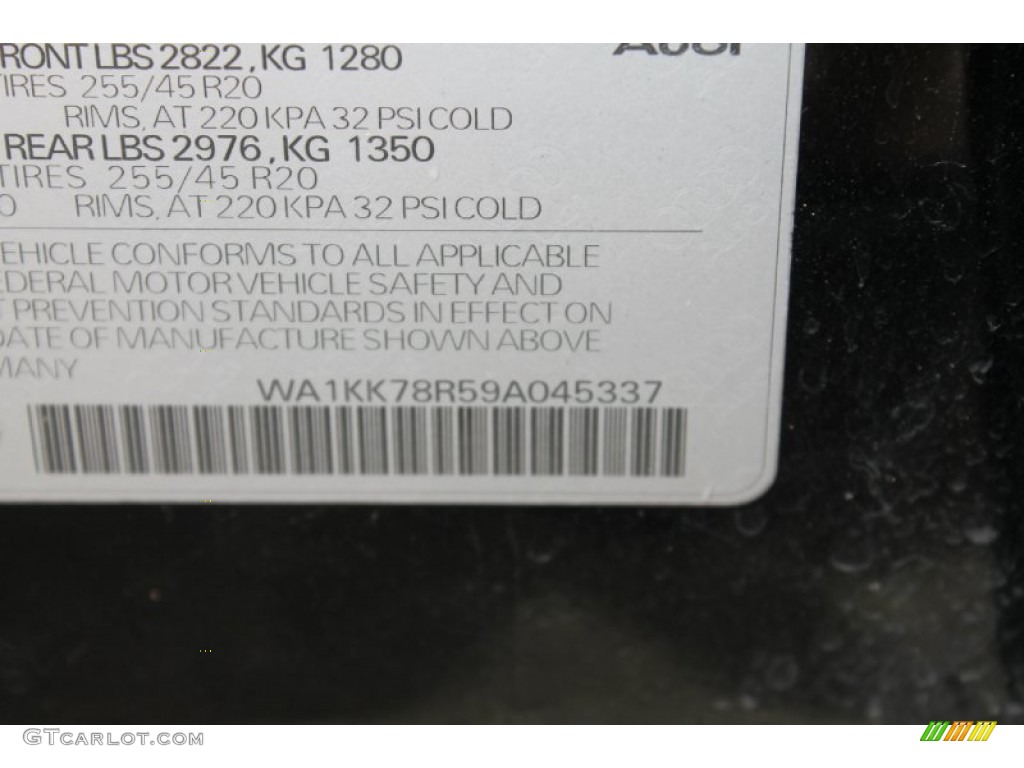 RONT LBS 2822, KG 1280
TIRES 255/45 R20
RIMS, AT 220 KPA 32 PSI COLD
REAR LBS 2976, KG 1350
TIRES 255/45 R20
0 RIMS, AT 220 KPA 32 PSI COLD
EHICLE CONFORMS TO ALL APPLICABLE
EDERAL MOTOR VEHICLE SAFETY AND
T PREVENTION STANDARDS IN EFFECT ON
DATE OF MANUFACTURE SHOWN ABOVE
MANY
WA1KK78R59A045337
GTCARLOT.COM